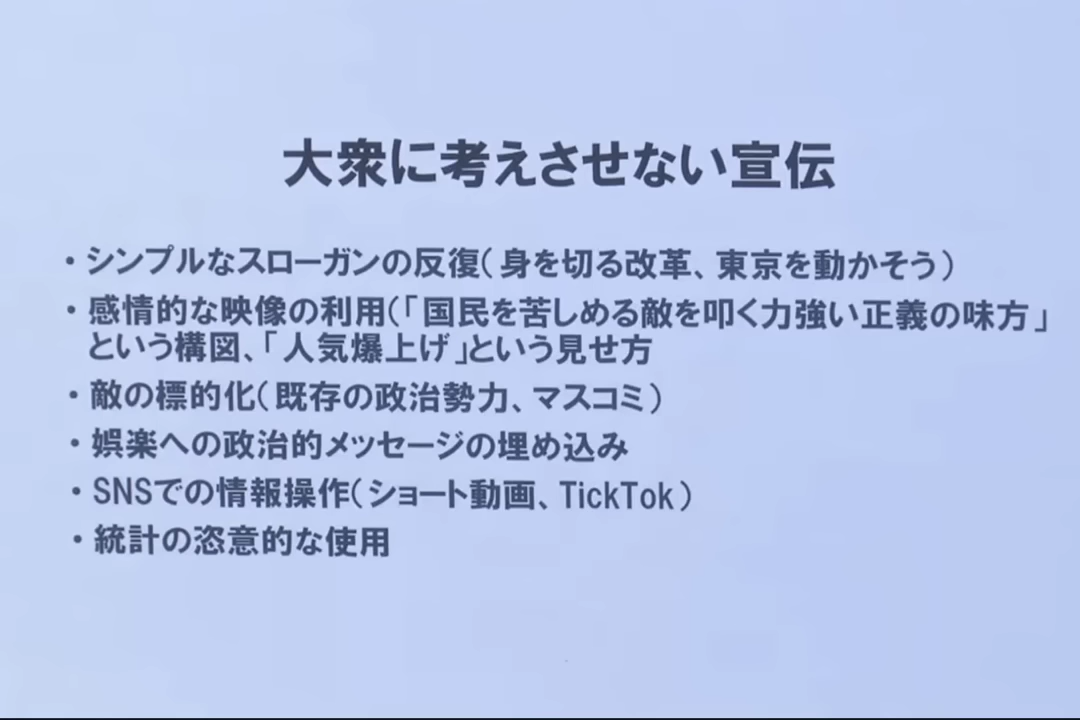 大衆に考えさせない宣伝
・シンプルなスローガンの反復(身を切る改革、東京を動かそう)
・感情的な映像の利用(「国民を苦しめる敵を叩く力強い正義の味方」
という構図、「人気爆上げ」という見せ方
・敵の標的化(既存の政治勢力、マスコミ)
・娯楽への政治的メッセージの埋め込み
・SNSでの情報操作(ショート動画、TickTok)
・統計の恣意的な使用